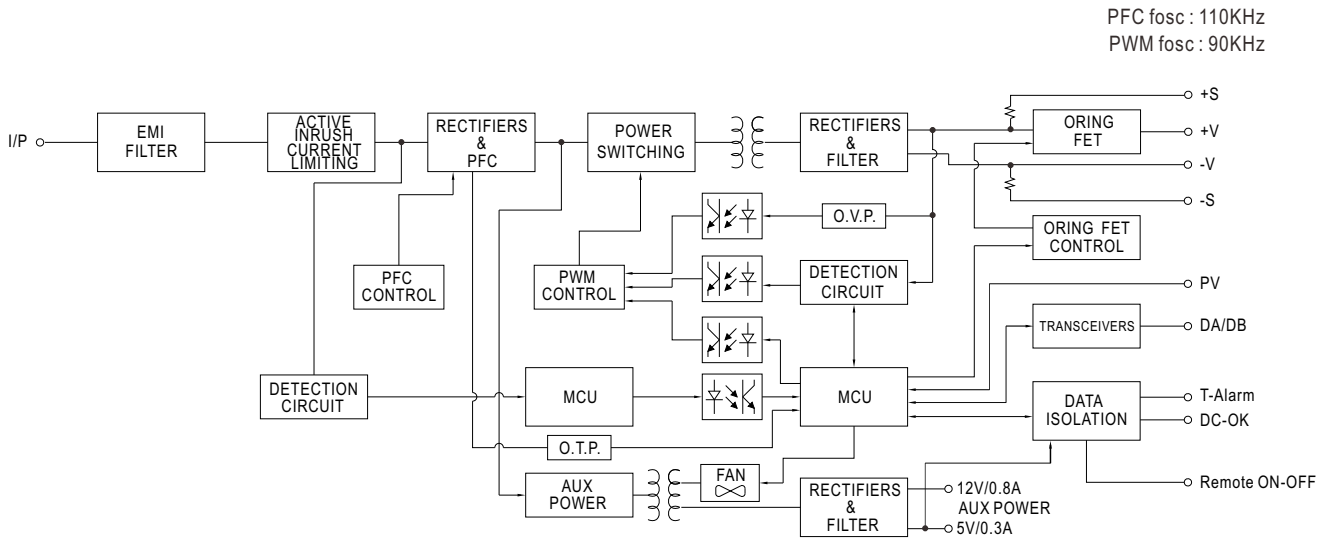 PFC fosc : 110KHz
PWM fosc : 90KHz
I/P
EMI
FILTER
ACTIVE
INRUSH
CURRENT
LIMITING
RECTIFIERS
&
PFC
POWER
SWITCHING
RECTIFIERS
&
FILTER
ORING
FET
+S
+V
-V
-S
O.V.P.
ORING FET
CONTROL
PFC
CONTROL
PWM
CONTROL
DETECTION
CIRCUIT
PV
TRANSCEIVERS
DA/DB
DETECTION
CIRCUIT
MCU
MCU
DATA
ISOLATION
T-Alarm
DC-OK
O.T.P.
AUX
POWER
FAN
RECTIFIERS
&
FILTER
12V/0.8A
AUX POWER
5V/0.3A
Remote ON-OFF